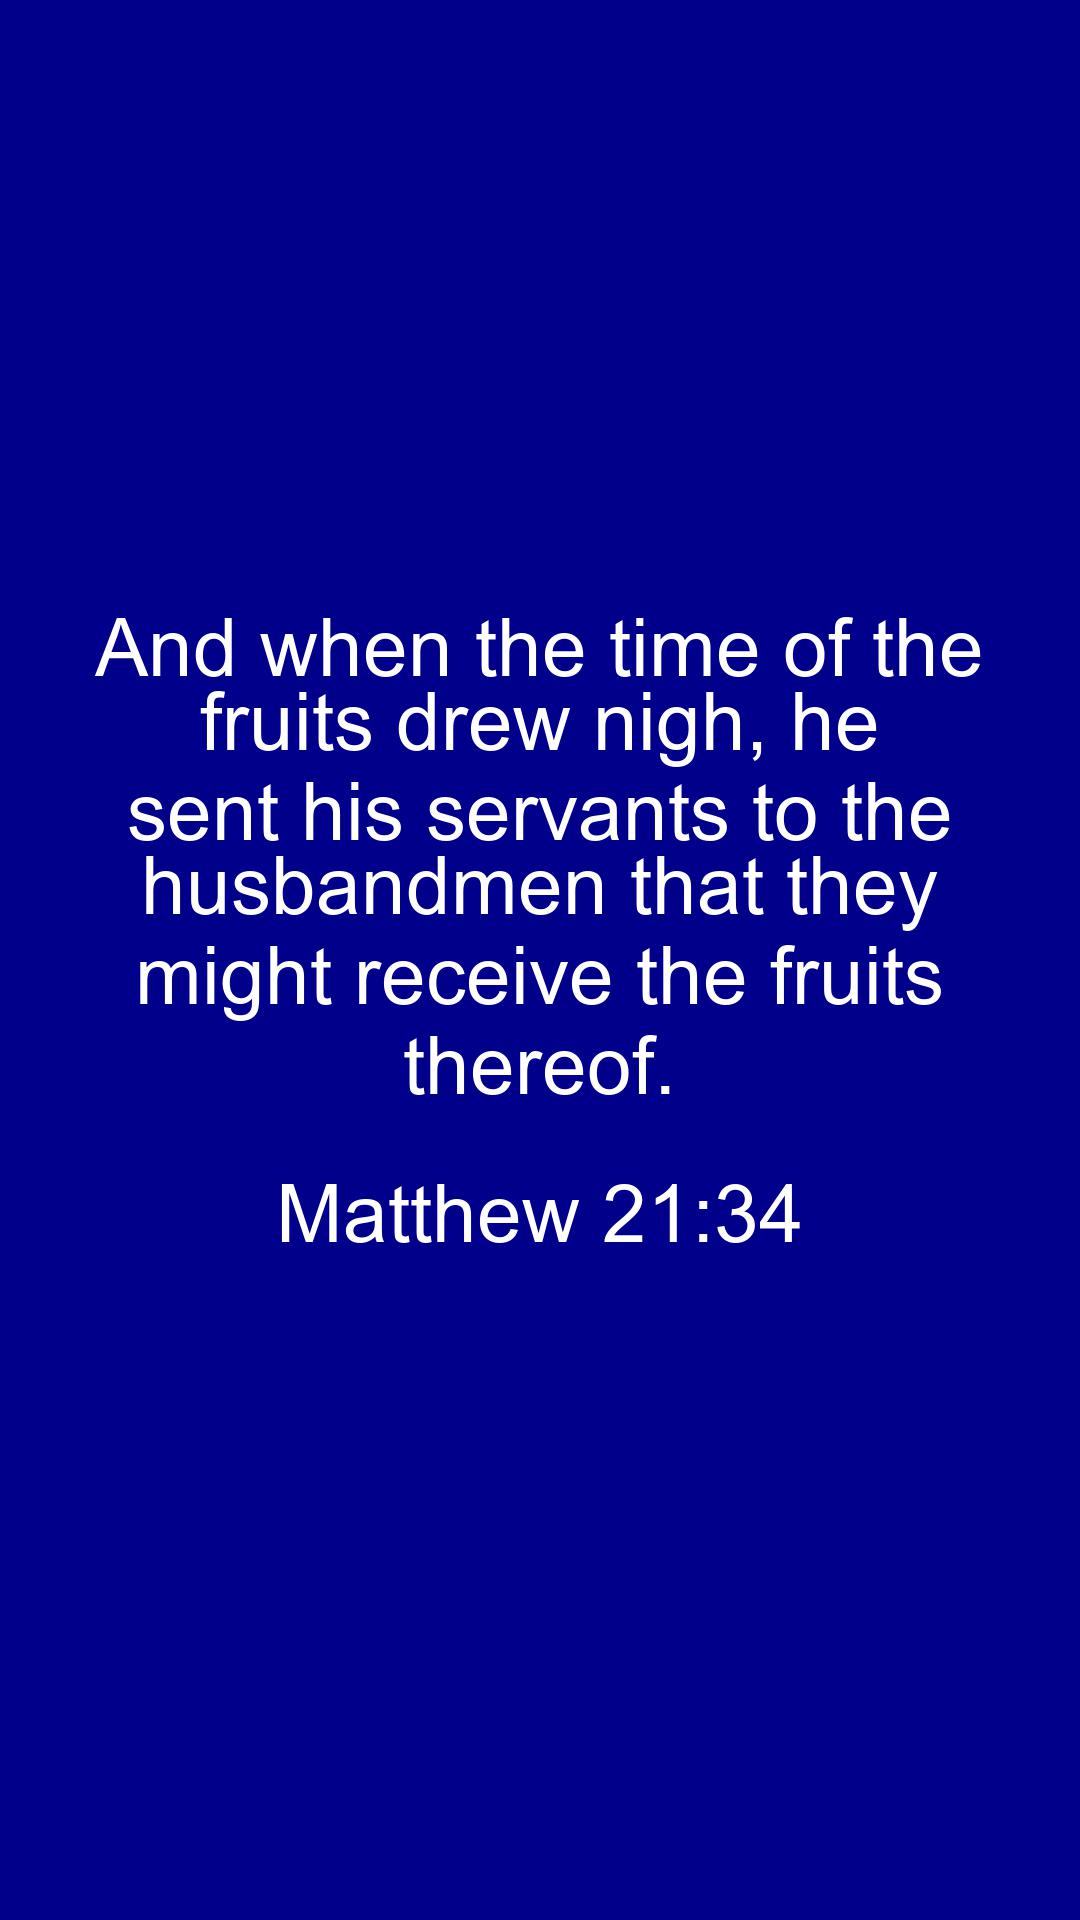 And when the time of the
fruits drew nigh, he
sent his servants to the
husbandmen that they
might receive the fruits
thereof.
Matthew 21:34